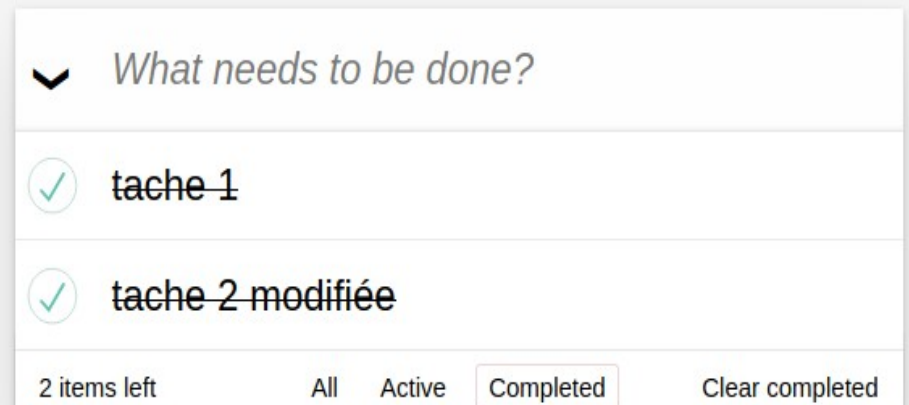 What needs to be done?
tache 1
tache 2 modifiée
2 items left All Active Completed Clear completed